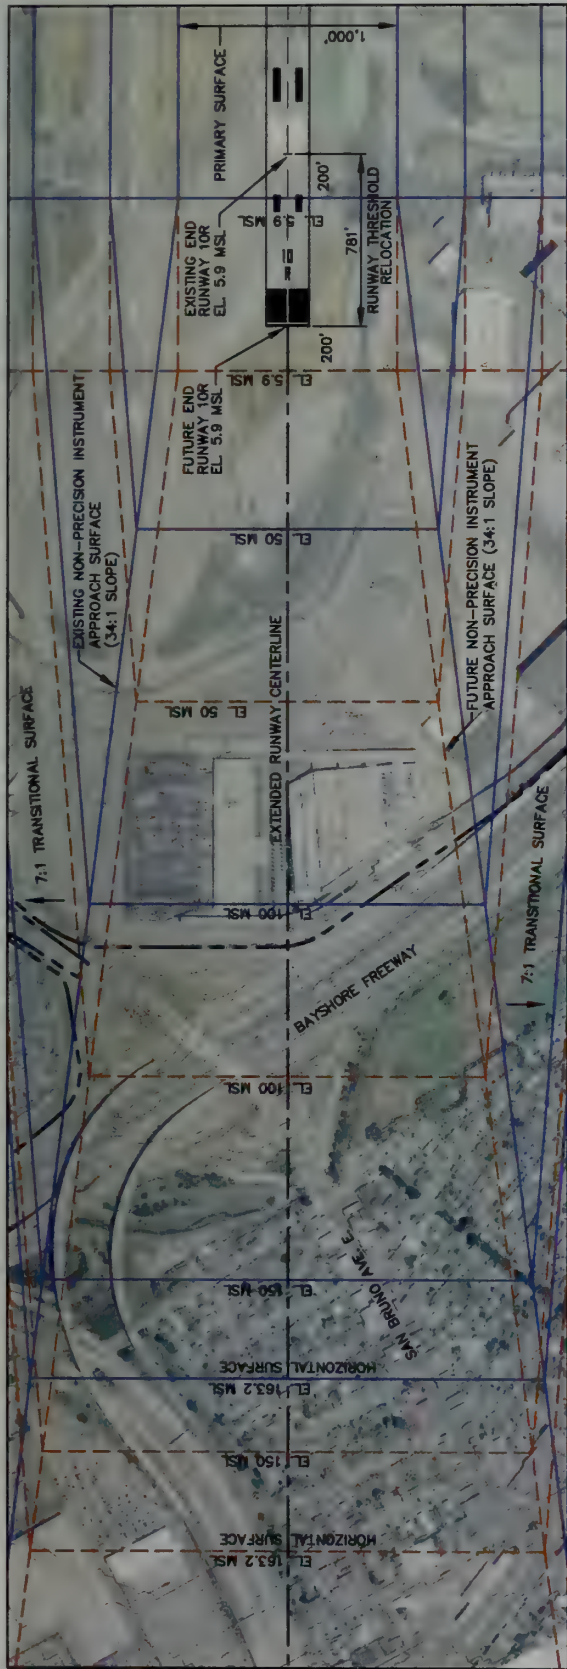 1,000'
PRIMARY SURFACE
EXISTING END
RUNWAY 10R
EL 5.9 MSL
200'
781'
RUNWAY THRESHOLD
RELOCATION
EL 5.9 MSL
FUTURE END
RUNWAY 10R
EL 5.9 MSL
200'
EL 5.9 MSL
EXISTING NON-PRECISION INSTRUMENT
APPROACH SURFACE
(34:1 SLOPE)
EL 50 MSL
FUTURE NON-PRECISION INSTRUMENT
APPROACH SURFACE (34:1 SLOPE)
EL 50 MSL
EXTENDED RUNWAY CENTERLINE
7:1 TRANSITIONAL SURFACE
7:1 TRANSITIONAL SURFACE
EL 100 MSL
BAYSHORE FREEWAY
EL 100 MSL
EL 150 MSL
SAN BRUNO AVE. E.
HORIZONTAL SURFACE
EL 163.2 MSL
EL 150 MSL
HORIZONTAL
SURFACE
EL 163.2 MSL